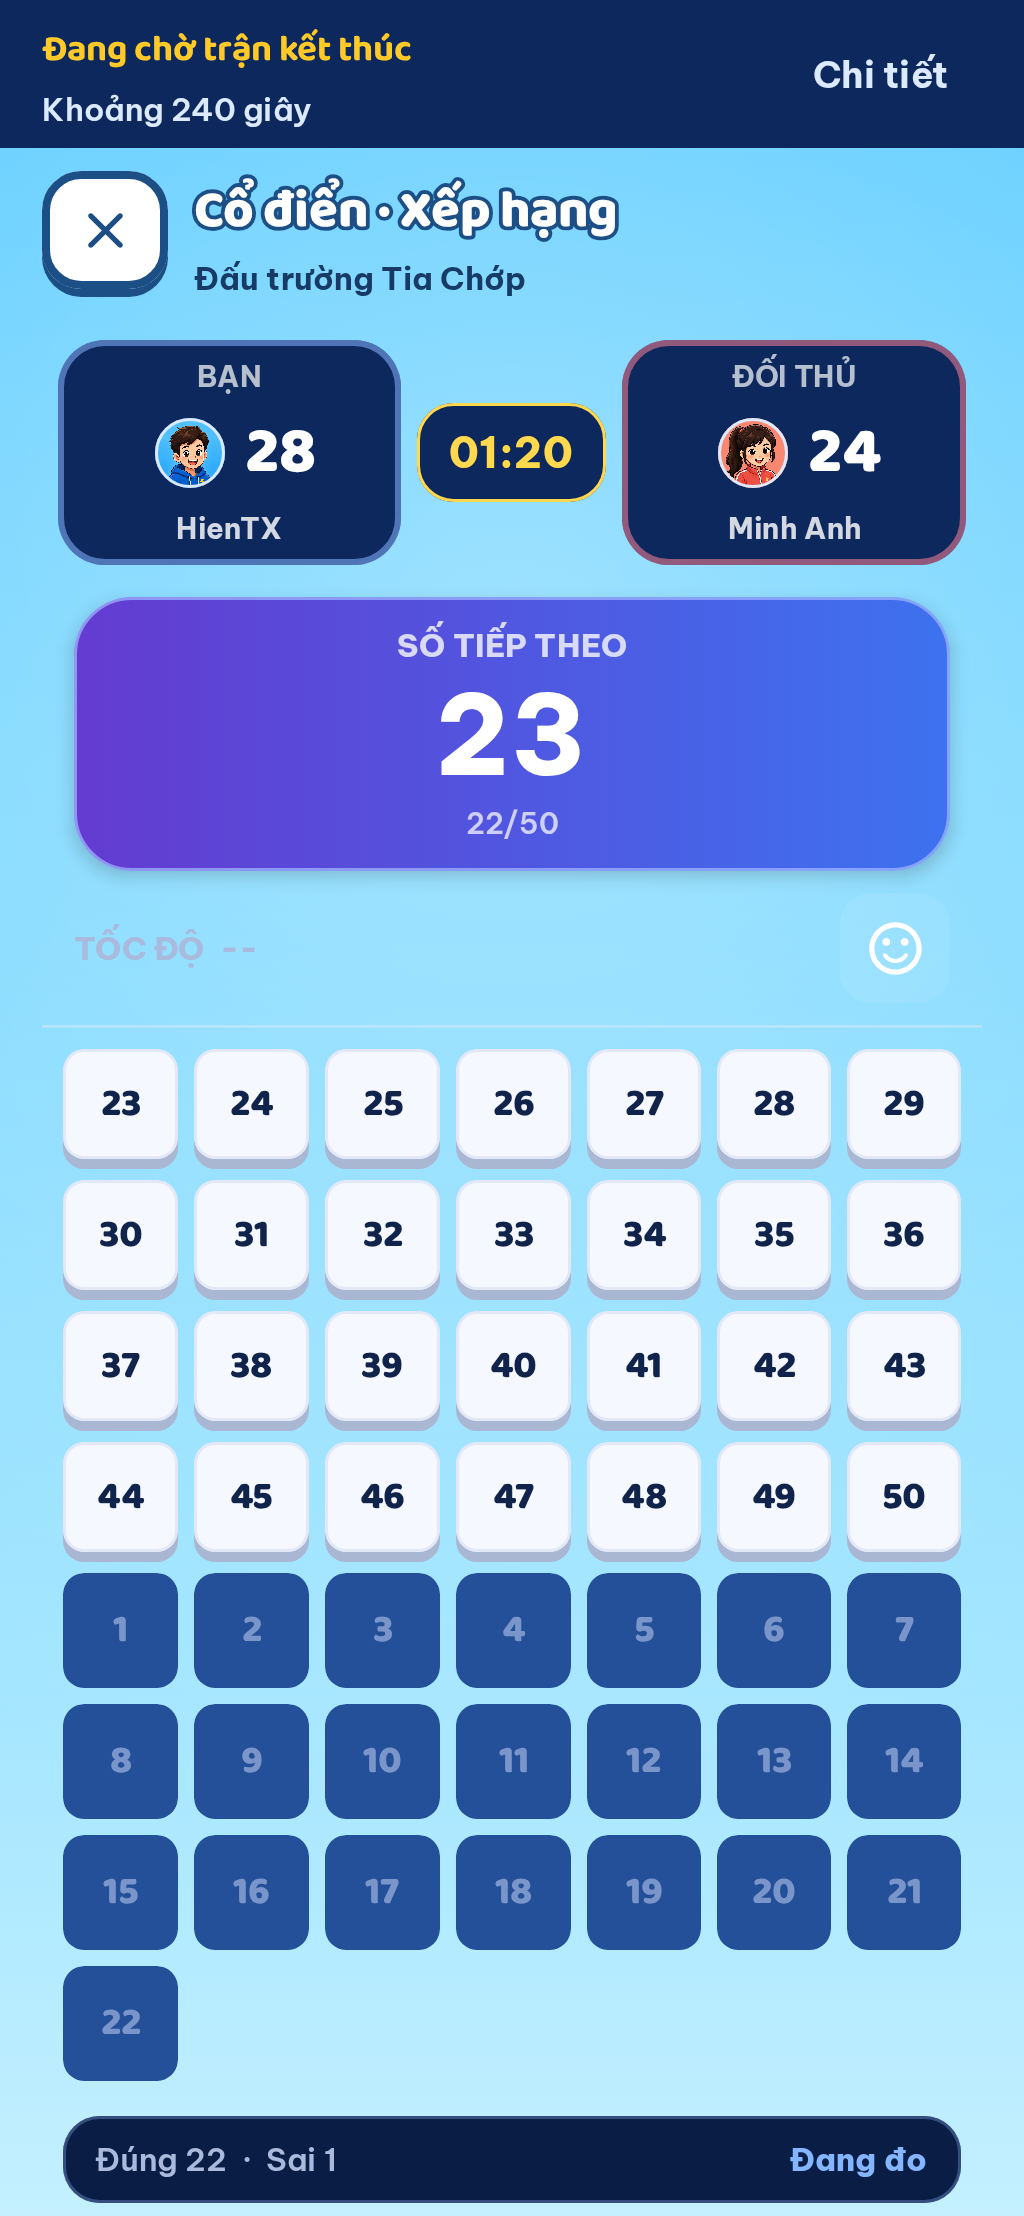 Đang chờ trận kết thúc
Khoảng 240 giây
Chi tiết
Cổ điển · Xếp hạng
Đấu trường Tia Chớp
BẠN
28
HienTX
01:20
ĐỐI THỦ
24
Minh Anh
SỐ TIẾP THEO
23
22/50
TỐC ĐỘ --
23 24 25 26 27 28 29
30 31 32 33 34 35 36
37 38 39 40 41 42 43
44 45 46 47 48 49 50
1 2 3 4 5 6 7
8 9 10 11 12 13 14
15 16 17 18 19 20 21
22
Đúng 22 · Sai 1
Đang đo